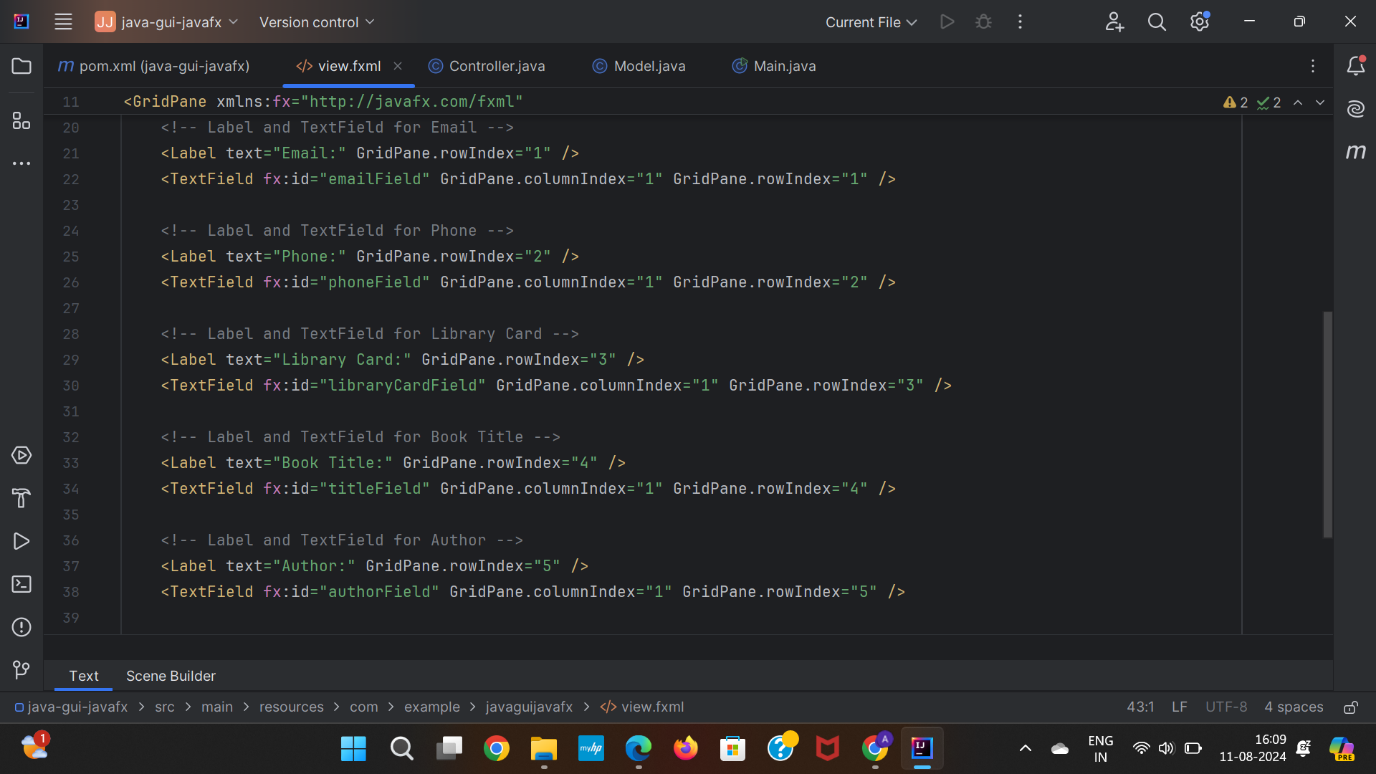 JJ java-gui-javafx Version control Current File
m pom.xml (java-gui-javafx) </> view.fxml Controller.java Model.java Main.java
11 <GridPane xmlns:fx="http://javafx.com/fxml" 2 2
20 <!-- Label and TextField for Email -->
21 <Label text="Email:" GridPane.rowIndex="1" />
22 <TextField fx:id="emailField" GridPane.columnIndex="1" GridPane.rowIndex="1" />
23
24 <!-- Label and TextField for Phone -->
25 <Label text="Phone:" GridPane.rowIndex="2" />
26 <TextField fx:id="phoneField" GridPane.columnIndex="1" GridPane.rowIndex="2" />
27
28 <!-- Label and TextField for Library Card -->
29 <Label text="Library Card:" GridPane.rowIndex="3" />
30 <TextField fx:id="libraryCardField" GridPane.columnIndex="1" GridPane.rowIndex="3" />
31
32 <!-- Label and TextField for Book Title -->
33 <Label text="Book Title:" GridPane.rowIndex="4" />
34 <TextField fx:id="titleField" GridPane.columnIndex="1" GridPane.rowIndex="4" />
35
36 <!-- Label and TextField for Author -->
37 <Label text="Author:" GridPane.rowIndex="5" />
38 <TextField fx:id="authorField" GridPane.columnIndex="1" GridPane.rowIndex="5" />
39
Text Scene Builder
java-gui-javafx > src > main > resources > com > example > javaguijavafx > </> view.fxml 43:1 LF UTF-8 4 spaces
1 myhp A ENG 16:09
IN 11-08-2024 PRE